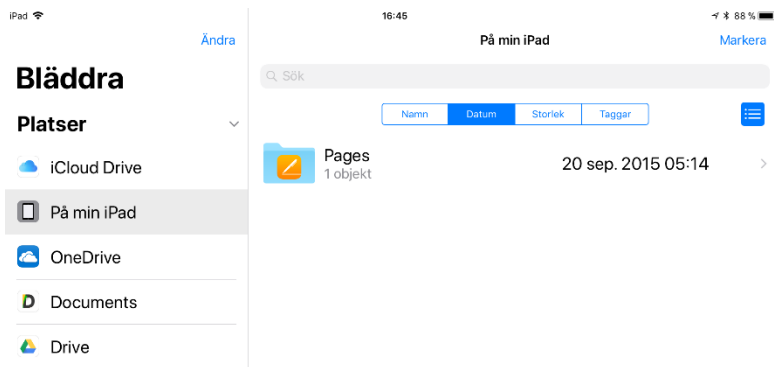 iPad 16:45 88 %
Ändra
Bläddra
Platser
iCloud Drive
På min iPad
OneDrive
Documents
Drive
På min iPad Markera
Sök
Namn Datum Storlek Taggar
Pages 20 sep. 2015 05:14
1 objekt